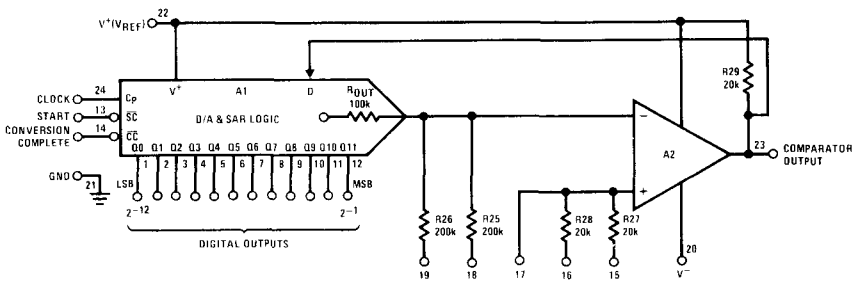 V+(VREF) 22
24
CLOCK CP
V+ A1 D
ROUT
100k
R29
20k
START 13 SC
D/A & SAR LOGIC
CONVERSION
COMPLETE 14 CC
Q0 Q1 Q2 Q3 Q4 Q5 Q6 Q7 Q8 Q9 Q10 Q11
1 2 3 4 5 6 7 8 9 10 11 12
−
A2
+
23
COMPARATOR
OUTPUT
GND 21
LSB MSB
2-12 2-1
DIGITAL OUTPUTS
R26
200k
R25
200k
R28
20k
R27
20k
20
V−
19 18 17 16 15